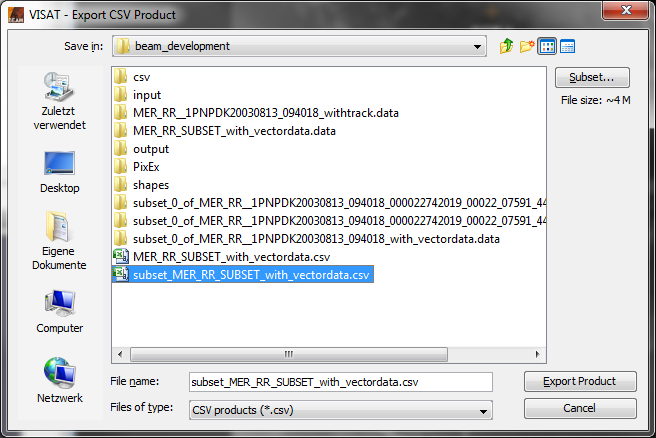 VISAT - Export CSV Product
Save in:
beam_development
Zuletzt
verwendet
Desktop
Eigene
Dokumente
Computer
Netzwerk
csv
input
MER_RR__1PNPDK20030813_094018_withtrack.data
MER_RR_SUBSET_with_vectordata.data
output
PixEx
shapes
subset_0_of_MER_RR__1PNPDK20030813_094018_000022742019_00022_07591_44
subset_0_of_MER_RR__1PNPDK20030813_094018_000022742019_00022_07591_44
subset_0_of_MER_RR__1PNPDK20030813_094018_with_vectordata.data
MER_RR_SUBSET_with_vectordata.csv
subset_MER_RR_SUBSET_with_vectordata.csv
Subset...
File size: ~4 M
File name:
subset_MER_RR_SUBSET_with_vectordata.csv
Export Product
Files of type:
CSV products (*.csv)
Cancel